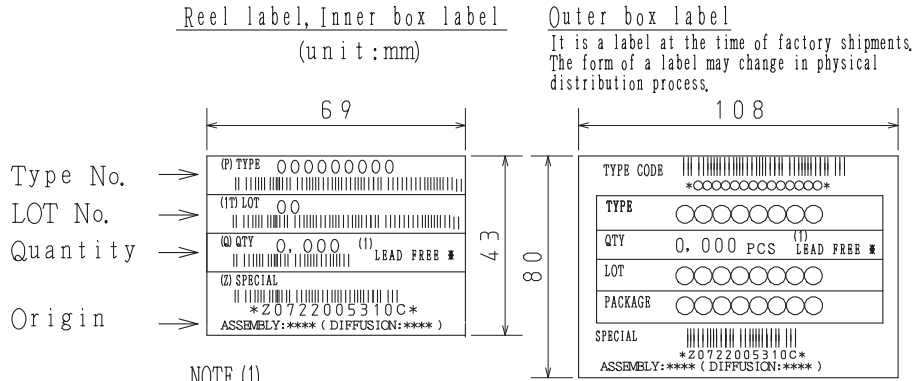 Reel label, Inner box label
(unit:mm)
Outer box label
It is a label at the time of factory shipments.
The form of a label may change in physical
distribution process.
69
108
Type No.
LOT No.
Quantity
Origin
(P) TYPE 000000000
(1T) LOT 00
(Q) QTY 0,000 (1) LEAD FREE *
(Z) SPECIAL
*Z0722005310C*
ASSEMBLY:**** (DIFFUSION:****)
43
80
TYPE CODE
*○○○○○○○○○○○○○○*
TYPE ○○○○○○○○
QTY 0,000 PCS (1) LEAD FREE *
LOT ○○○○○○○○
PACKAGE ○○○○○○○○
SPECIAL
*Z0722005310C*
ASSEMBLY:**** (DIFFUSION:****)
NOTE (1)